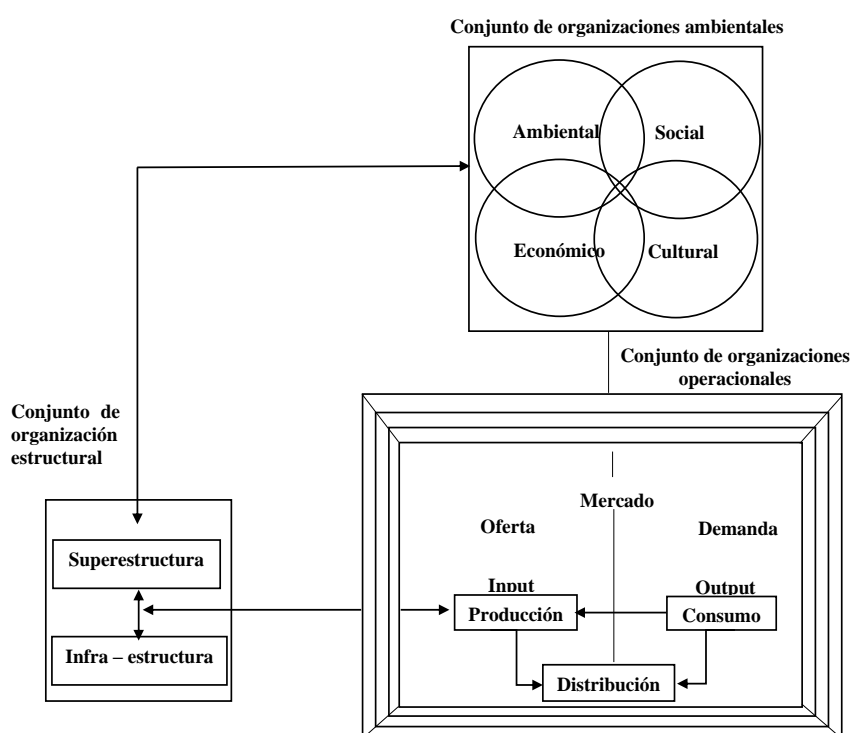 Conjunto de organizaciones ambientales
Ambiental
Social
Económico
Cultural
Conjunto de organizaciones
operacionales
Conjunto de
organización
estructural
Superestructura
Infra – estructura
Mercado
Oferta
Demanda
Input
Output
Producción
Consumo
Distribución